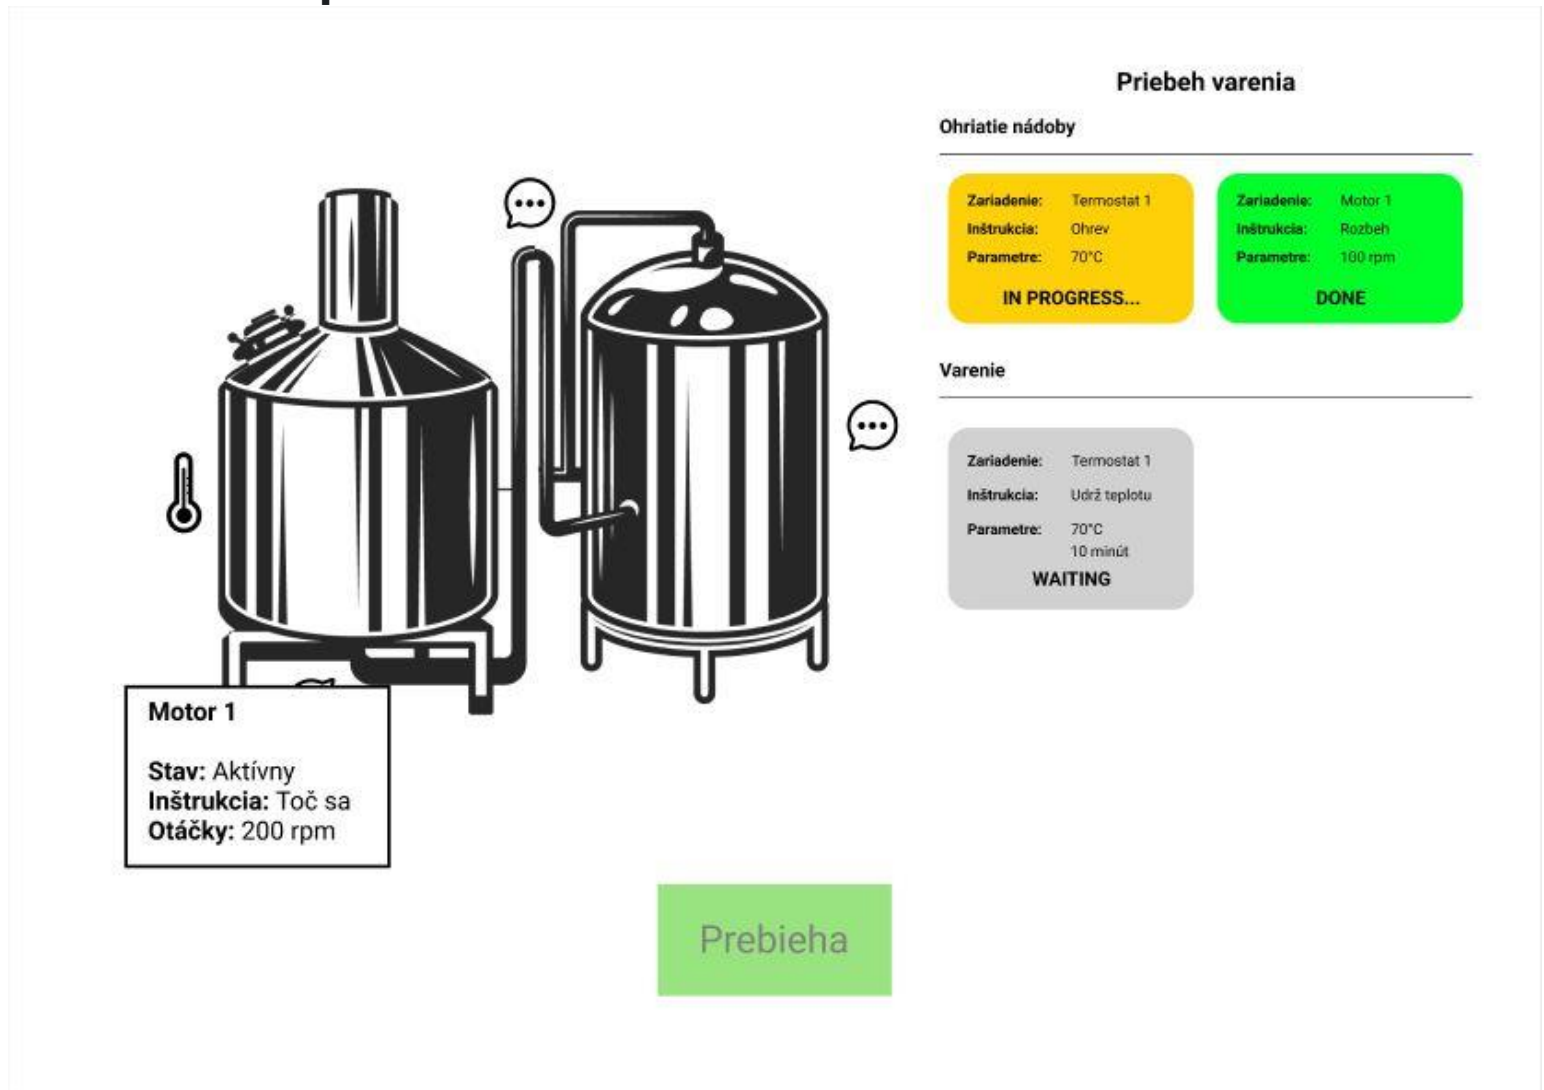 Priebeh varenia
Ohriatie nádoby
Zariadenie: Termostat 1
Inštrukcia: Ohrev
Parametre: 70°C
IN PROGRESS...
Zariadenie: Motor 1
Inštrukcia: Rozbeh
Parametre: 100 rpm
DONE
Varenie
Zariadenie: Termostat 1
Inštrukcia: Udrž teplotu
Parametre: 70°C
10 minút
WAITING
Motor 1
Stav: Aktívny
Inštrukcia: Toč sa
Otáčky: 200 rpm
Prebieha